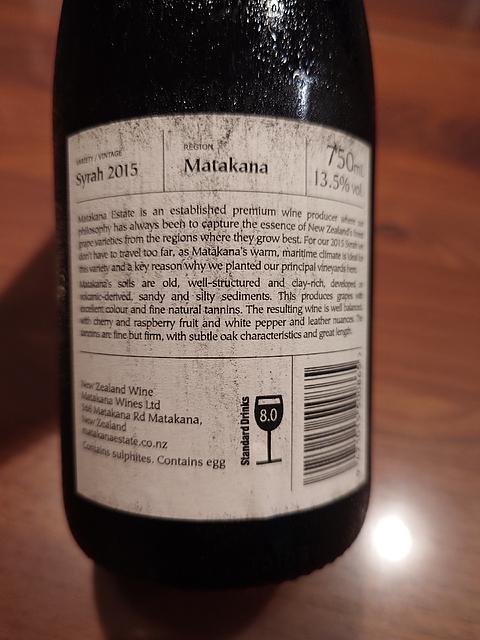 VARIETY / VINTAGE
Syrah 2015
REGION
Matakana
750mL
13.5% vol.
Matakana Estate is an established premium wine producer where our
philosophy has always been to capture the essence of New Zealand's finest
grape varieties from the regions where they grow best. For our 2015 Syrah we
don't have to travel too far, as Matakana's warm, maritime climate is ideal for
this variety and a key reason why we planted our principal vineyards here.
Matakana's soils are old, well-structured and clay-rich, developed on
volcanic-derived, sandy and silty sediments. This produces grapes with
excellent colour and fine natural tannins. The resulting wine is well balanced
with cherry and raspberry fruit and white pepper and leather nuances. The
tannins are fine but firm, with subtle oak characteristics and great length.
New Zealand Wine
Matakana Wines Ltd
568 Matakana Rd Matakana,
New Zealand
matakanaestate.co.nz
Contains sulphites. Contains egg
Standard Drinks
8.0